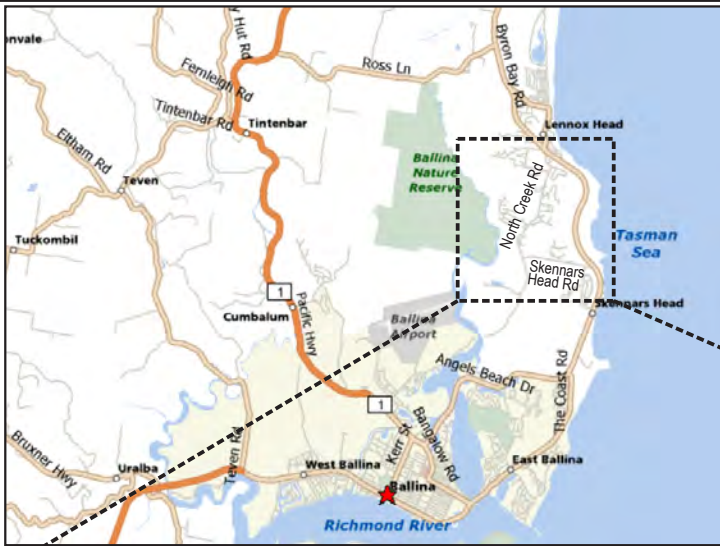 onvale
y Hut Rd
Ross Ln
Byron Bay Rd
Fernleigh Rd
Tintenbar Rd
Tintenbar
Lennox Head
Eltham Rd
Teven
Ballina
Nature
Reserve
North Creek Rd
Tuckombil
Tasman
Sea
Skennars
Head Rd
1
Pacific Hwy
Cumbalum
Skennars Head
Ballina
Airport
Angels Beach Dr
The Coast Rd
1
Kerr St
Bangalow Rd
Bruxner Hwy
Teven Rd
Uralba
West Ballina
East Ballina
Ballina
Richmond River